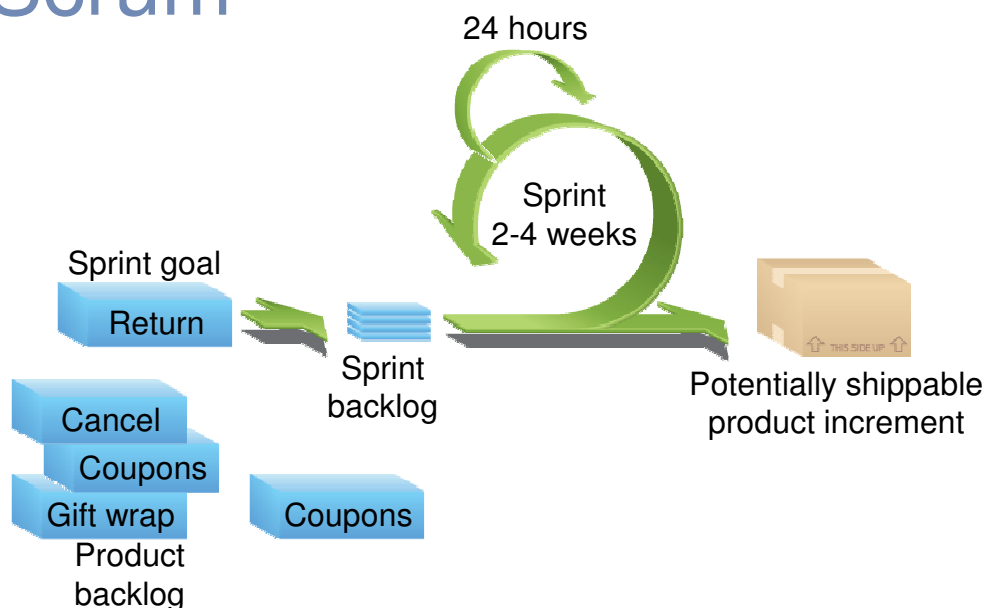 Scrum
24 hours
Sprint
2-4 weeks
Sprint goal
Return
Sprint
backlog
THIS SIDE UP
Potentially shippable
product increment
Cancel
Coupons
Gift wrap
Coupons
Product
backlog